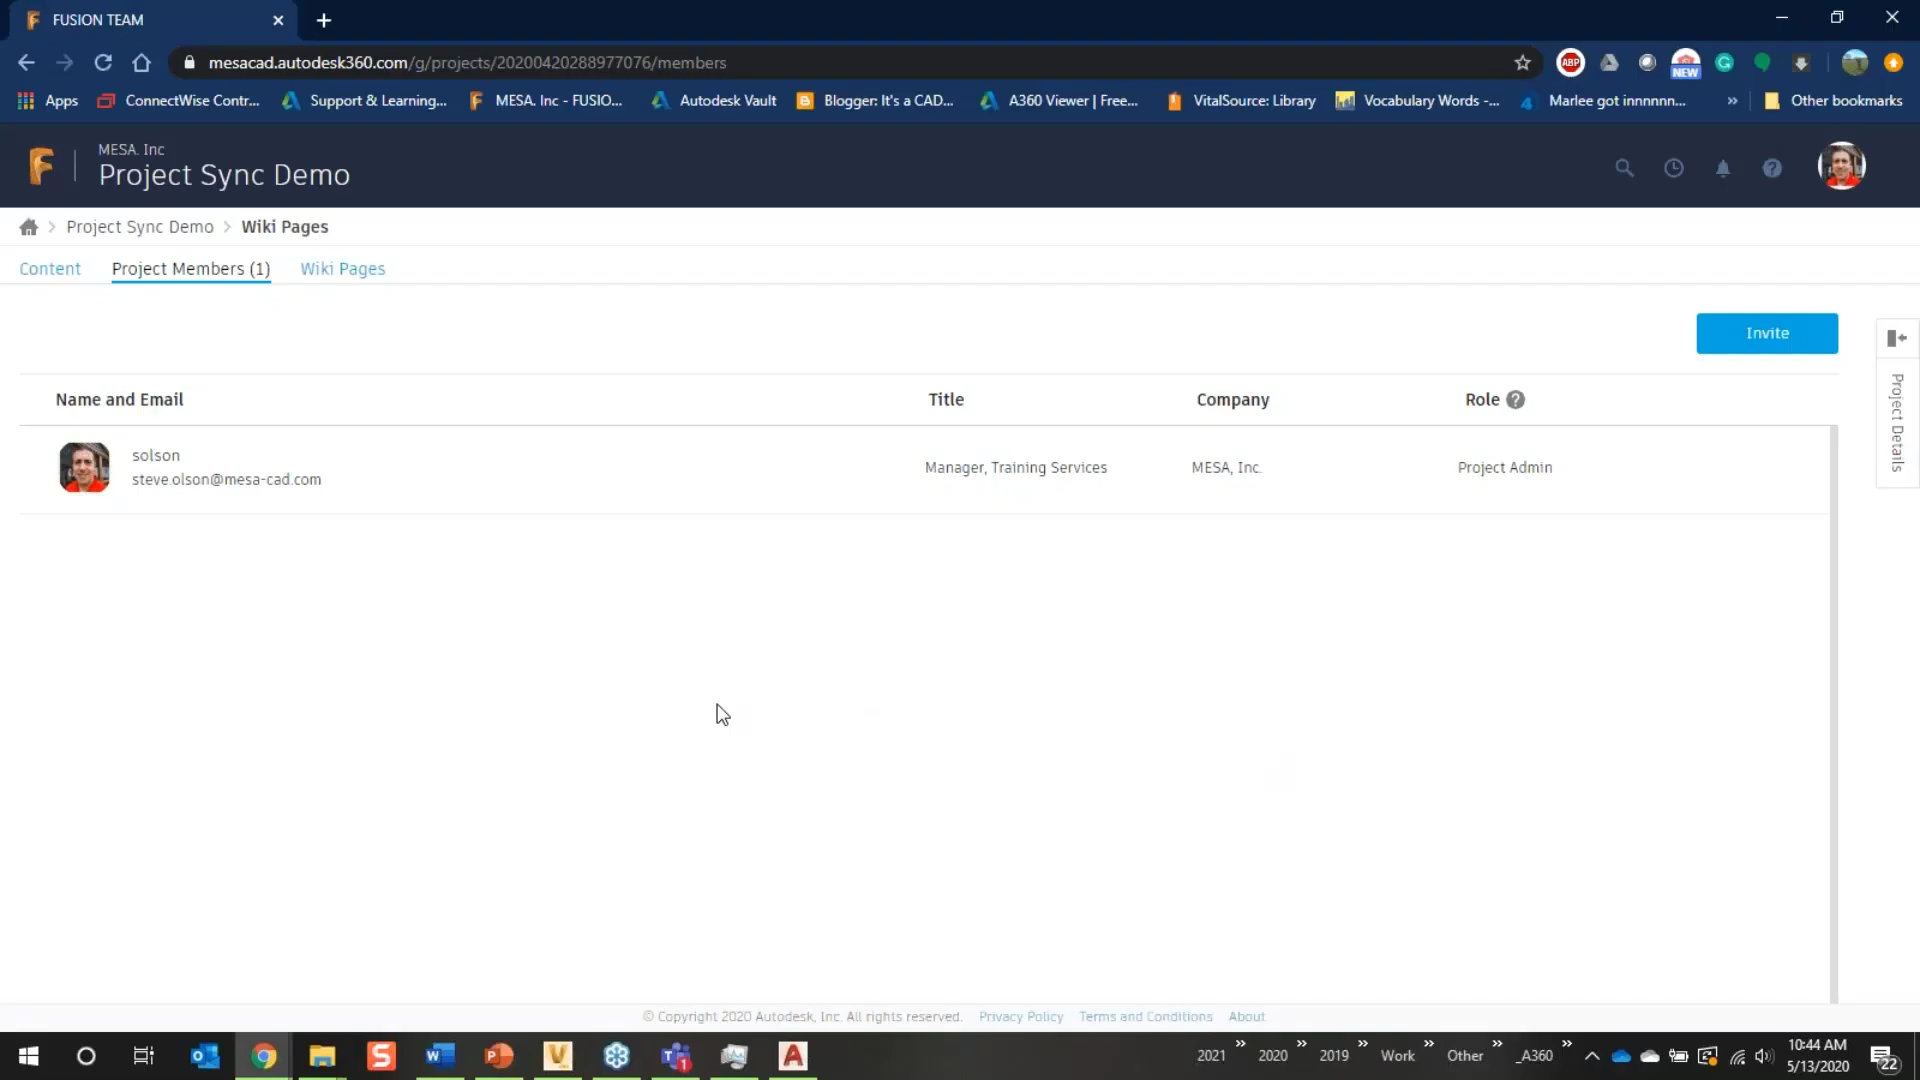 FUSION TEAM
mesacad.autodesk360.com/g/projects/20200420288977076/members
ABP
NEW
Apps
ConnectWise Contr...
Support & Learning...
MESA. Inc - FUSIO...
Autodesk Vault
Blogger: It's a CAD...
A360 Viewer | Free...
VitalSource: Library
Vocabulary Words -...
Marlee got innnnnn...
»
Other bookmarks
MESA. Inc
Project Sync Demo
Project Sync Demo > Wiki Pages
Content
Project Members (1)
Wiki Pages
Invite
Project Details
Name and Email
Title
Company
Role
solson
steve.olson@mesa-cad.com
Manager, Training Services
MESA, Inc.
Project Admin
© Copyright 2020 Autodesk, Inc. All rights reserved.
Privacy Policy
Terms and Conditions
About
2021 »
2020 »
2019 »
Work »
Other »
_A360 »
10:44 AM
5/13/2020
22